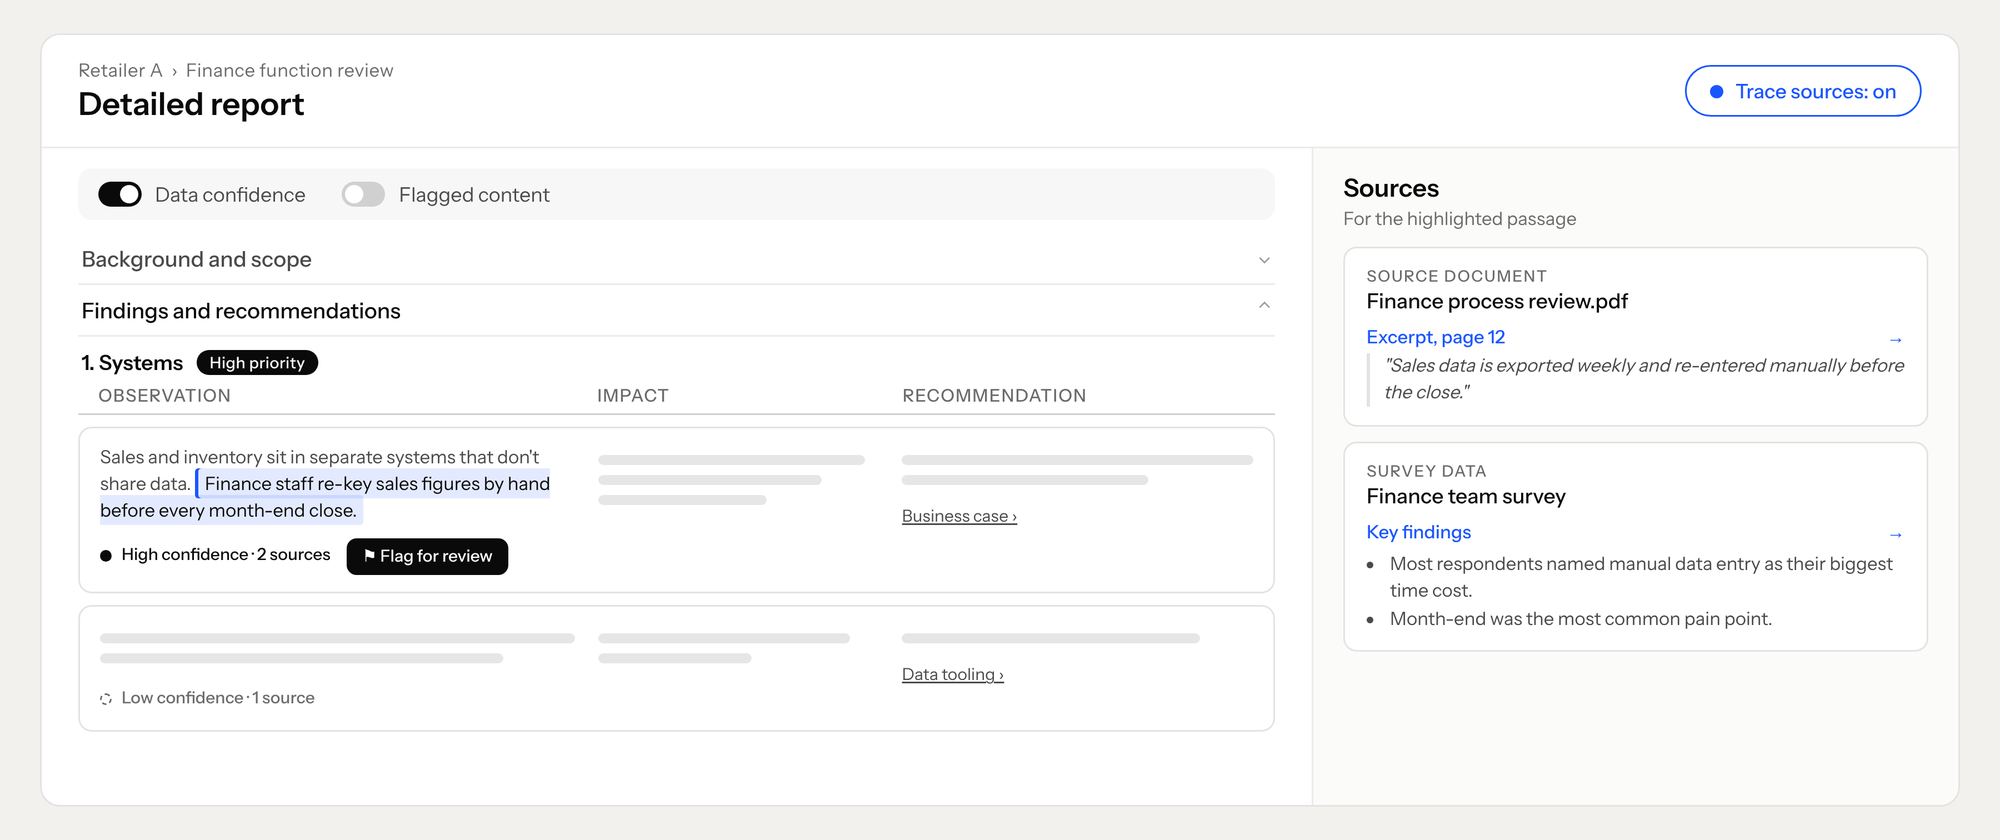 Retailer A › Finance function review
Detailed report
Trace sources: on
Data confidence
Flagged content
Background and scope
Findings and recommendations
1. Systems
High priority
OBSERVATION
IMPACT
RECOMMENDATION
Sales and inventory sit in separate systems that don't
share data. Finance staff re-key sales figures by hand
before every month-end close.
High confidence · 2 sources
⚑ Flag for review
Business case ›
Low confidence · 1 source
Data tooling ›
Sources
For the highlighted passage
SOURCE DOCUMENT
Finance process review.pdf
Excerpt, page 12 →
"Sales data is exported weekly and re-entered manually before
the close."
SURVEY DATA
Finance team survey
Key findings →
• Most respondents named manual data entry as their biggest
time cost.
• Month-end was the most common pain point.